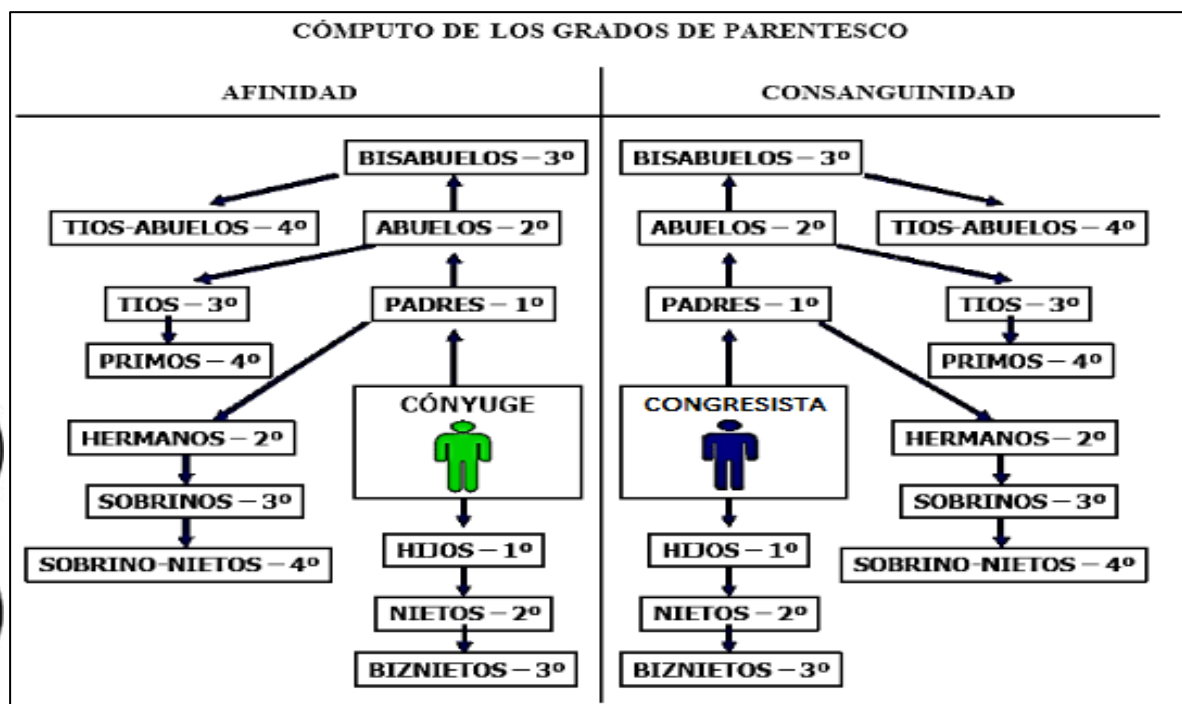 CÓMPUTO DE LOS GRADOS DE PARENTESCO
AFINIDAD
BISABUELOS – 3º
TIOS-ABUELOS – 4º
ABUELOS – 2º
TIOS – 3º
PADRES – 1º
PRIMOS – 4º
CÓNYUGE
HERMANOS – 2º
SOBRINOS – 3º
HIJOS – 1º
SOBRINO-NIETOS – 4º
NIETOS – 2º
BIZNIETOS – 3º
CONSANGUINIDAD
BISABUELOS – 3º
ABUELOS – 2º
TIOS-ABUELOS – 4º
PADRES – 1º
TIOS – 3º
PRIMOS – 4º
CONGRESISTA
HERMANOS – 2º
SOBRINOS – 3º
HIJOS – 1º
SOBRINO-NIETOS – 4º
NIETOS – 2º
BIZNIETOS – 3º